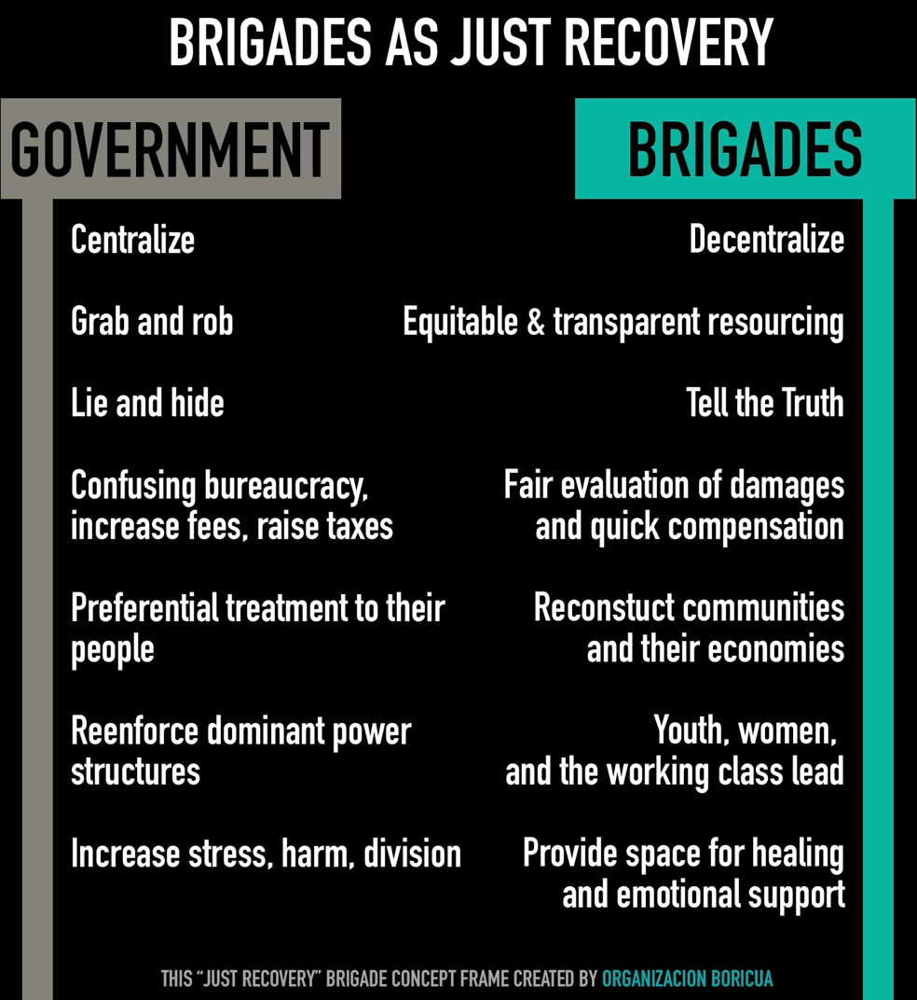 BRIGADES AS JUST RECOVERY
GOVERNMENT
BRIGADES
Centralize
Decentralize
Grab and rob
Equitable & transparent resourcing
Lie and hide
Tell the Truth
Confusing bureaucracy,
increase fees, raise taxes
Fair evaluation of damages
and quick compensation
Preferential treatment to their
people
Reconstuct communities
and their economies
Reenforce dominant power
structures
Youth, women,
and the working class lead
Increase stress, harm, division
Provide space for healing
and emotional support
THIS “JUST RECOVERY” BRIGADE CONCEPT FRAME CREATED BY ORGANIZACION BORICUA